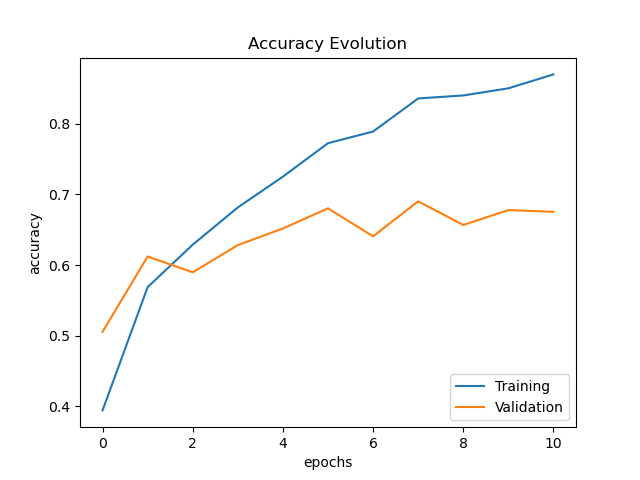 Accuracy Evolution
accuracy
0.8
0.7
0.6
0.5
0.4
Training
Validation
0 2 4 6 8 10
epochs